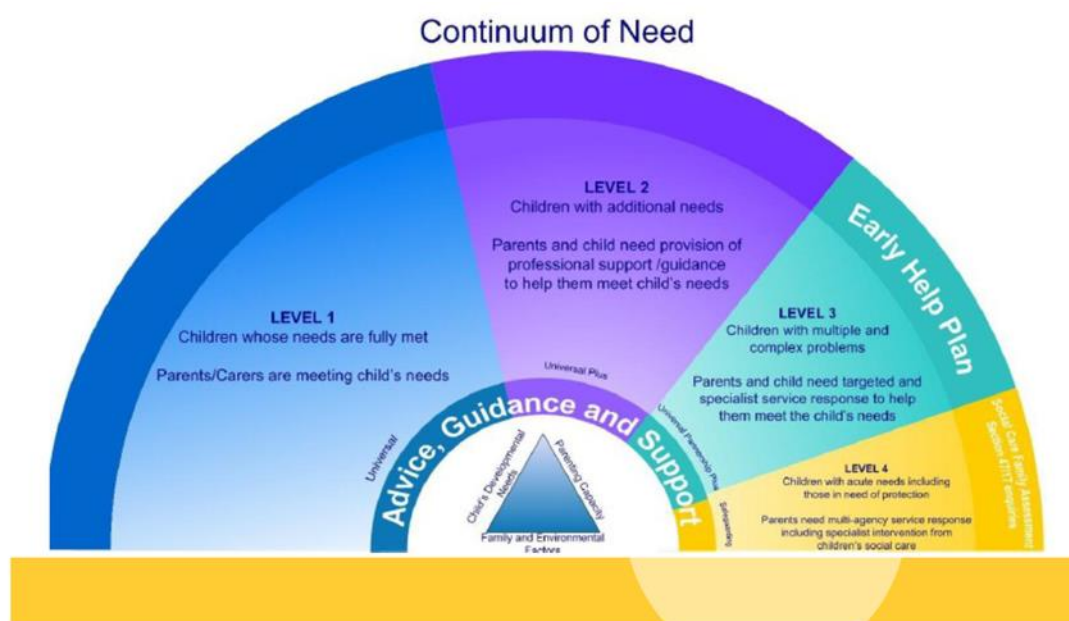 Continuum of Need
LEVEL 1
Children whose needs are fully met
Parents/Carers are meeting child's needs
LEVEL 2
Children with additional needs
Parents and child need provision of
professional support /guidance
to help them meet child's needs
Early Help Plan
LEVEL 3
Children with multiple and
complex problems
Parents and child need targeted and
specialist service response to help
them meet the child's needs
Social Care Family Assessment
Section 47/17 enquiries
LEVEL 4
Children with acute needs including
those in need of protection
Parents need multi-agency service response
including specialist intervention from
children's social care
Universal
Universal Plus
Universal Partnership Plus
Safeguarding
Advice, Guidance and Support
Child's Developmental
Needs
Parenting Capacity
Family and Environmental
Factors